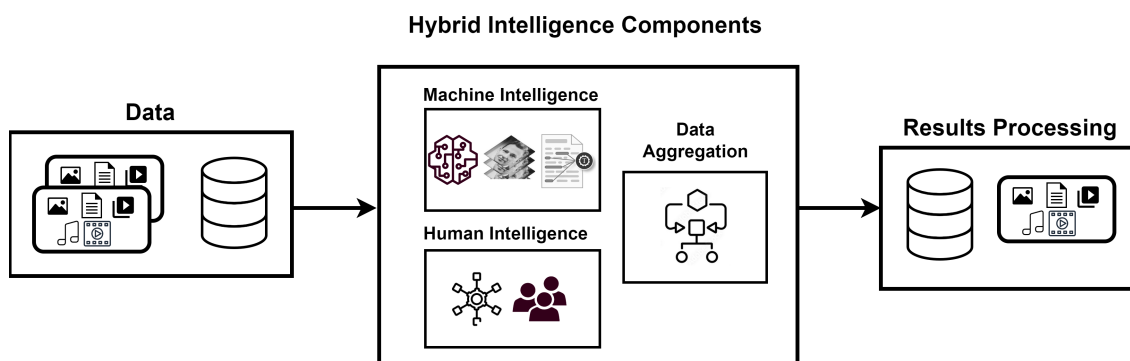 Hybrid Intelligence Components
Data
Machine Intelligence
Human Intelligence
Data
Aggregation
Results Processing